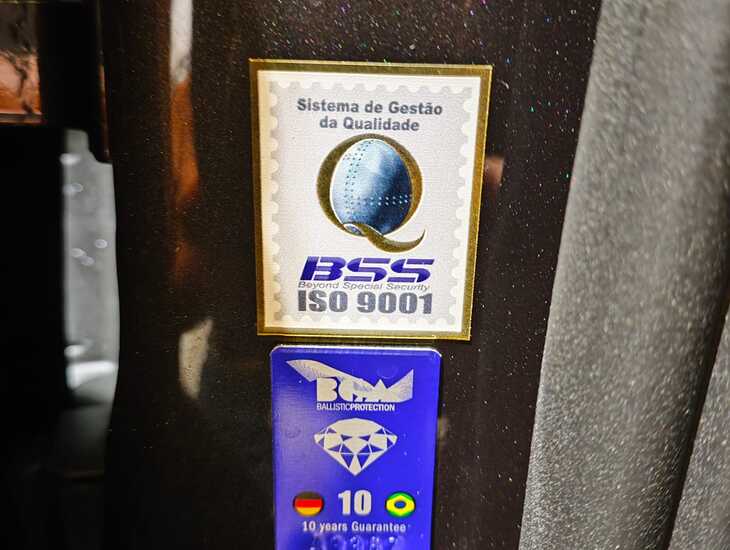 Sistema de Gestão
da Qualidade
BSS
Beyond Special Security
ISO 9001
BALLISTICPROTECTION
10
10 years Guarantee